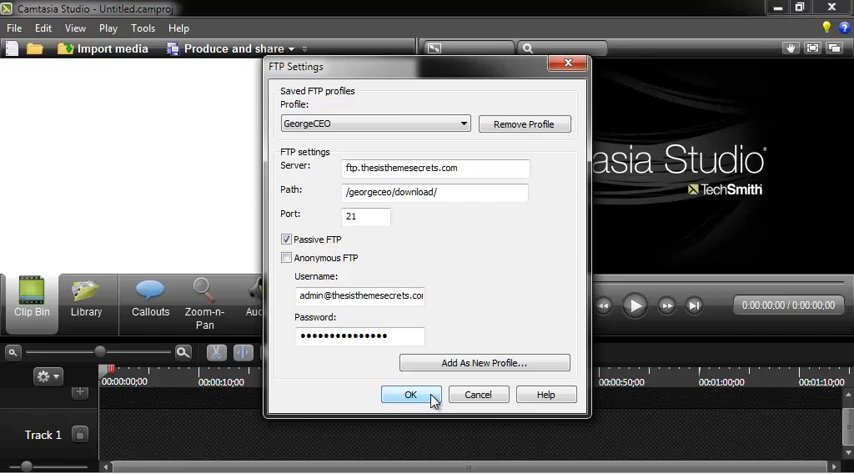 Camtasia Studio - Untitled.camproj
File Edit View Play Tools Help
Import media Produce and share
FTP Settings
Saved FTP profiles
Profile:
GeorgeCEO
Remove Profile
FTP settings
Server: ftp.thesisthemesecrets.com
Path: /georgeceo/download/
Port: 21
Passive FTP
Anonymous FTP
Username:
admin@thesisthemesecrets.co
Password:
•••••••••••••••
Add As New Profile...
OK Cancel Help
tasia Studio®
TechSmith
Clip Bin Library Callouts Zoom-n-Pan Au
0:00:00;00 / 0:00:00;00
00:00:00;00 00:00:10;00 00:00:50;00 00:01:00;00 00:01:10;00
Track 1